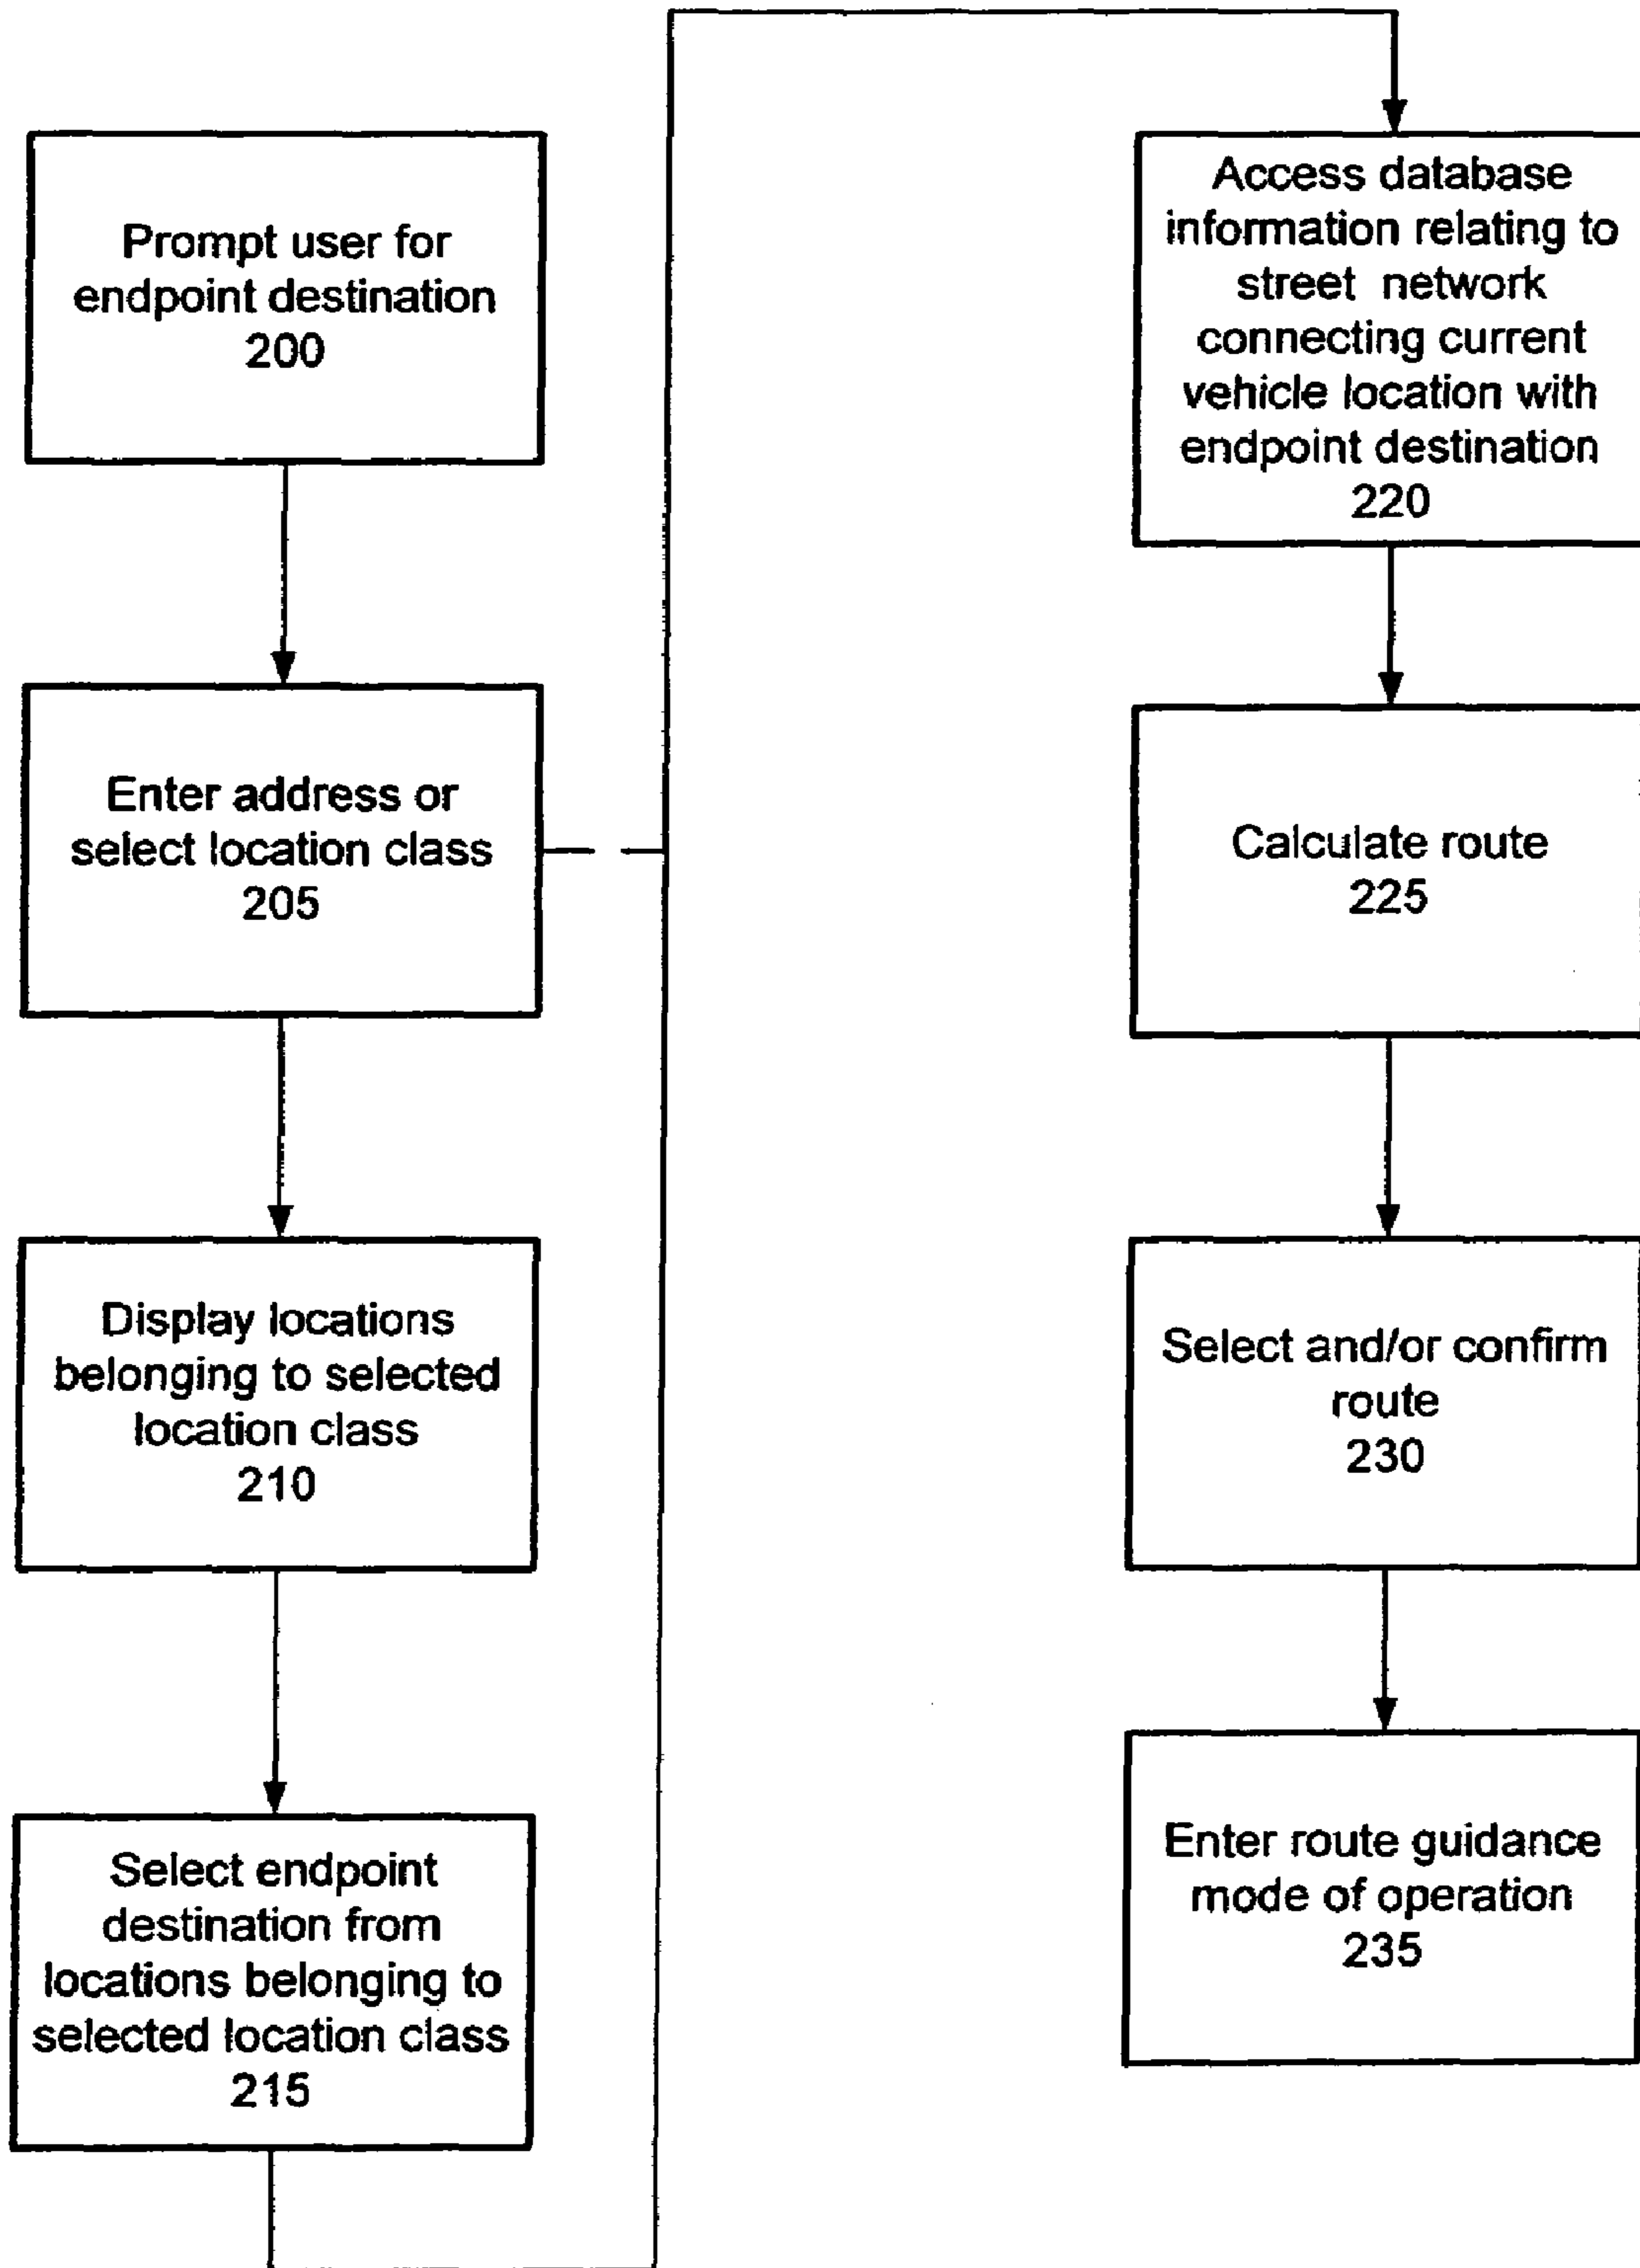 Prompt user for
endpoint destination
200
Enter address or
select location class
205
Display locations
belonging to selected
location class
210
Select endpoint
destination from
locations belonging to
selected location class
215
Access database
information relating to
street network
connecting current
vehicle location with
endpoint destination
220
Calculate route
225
Select and/or confirm
route
230
Enter route guidance
mode of operation
235